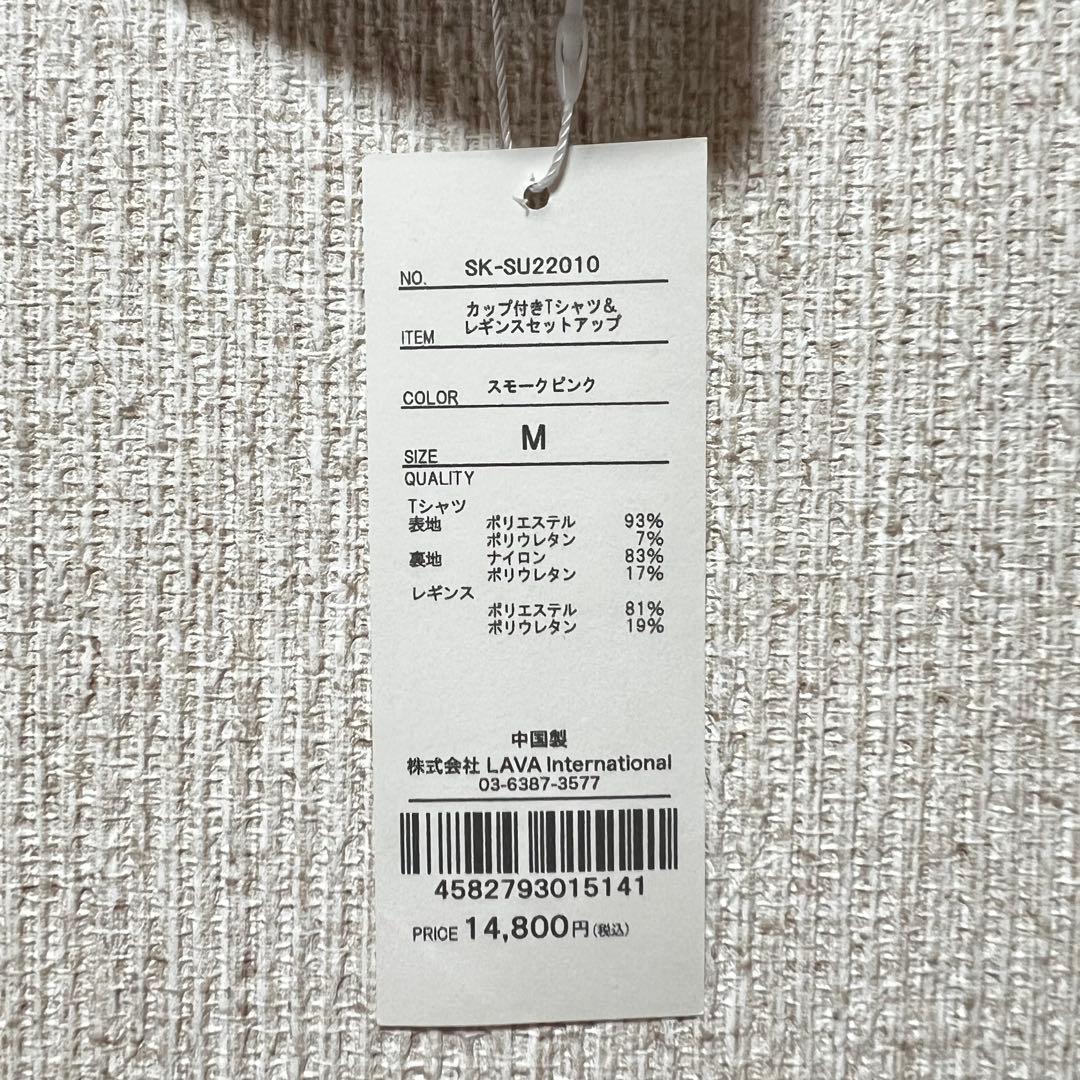 NO. SK-SU22010
カップ付きTシャツ&
ITEM レギンスセットアップ
COLOR スモークピンク
SIZE M
QUALITY
Tシャツ
表地 ポリエステル 93%
ポリウレタン 7%
裏地 ナイロン 83%
ポリウレタン 17%
レギンス
ポリエステル 81%
ポリウレタン 19%
中国製
株式会社 LAVA International
03-6387-3577
4582793015141
PRICE 14,800円(税込)